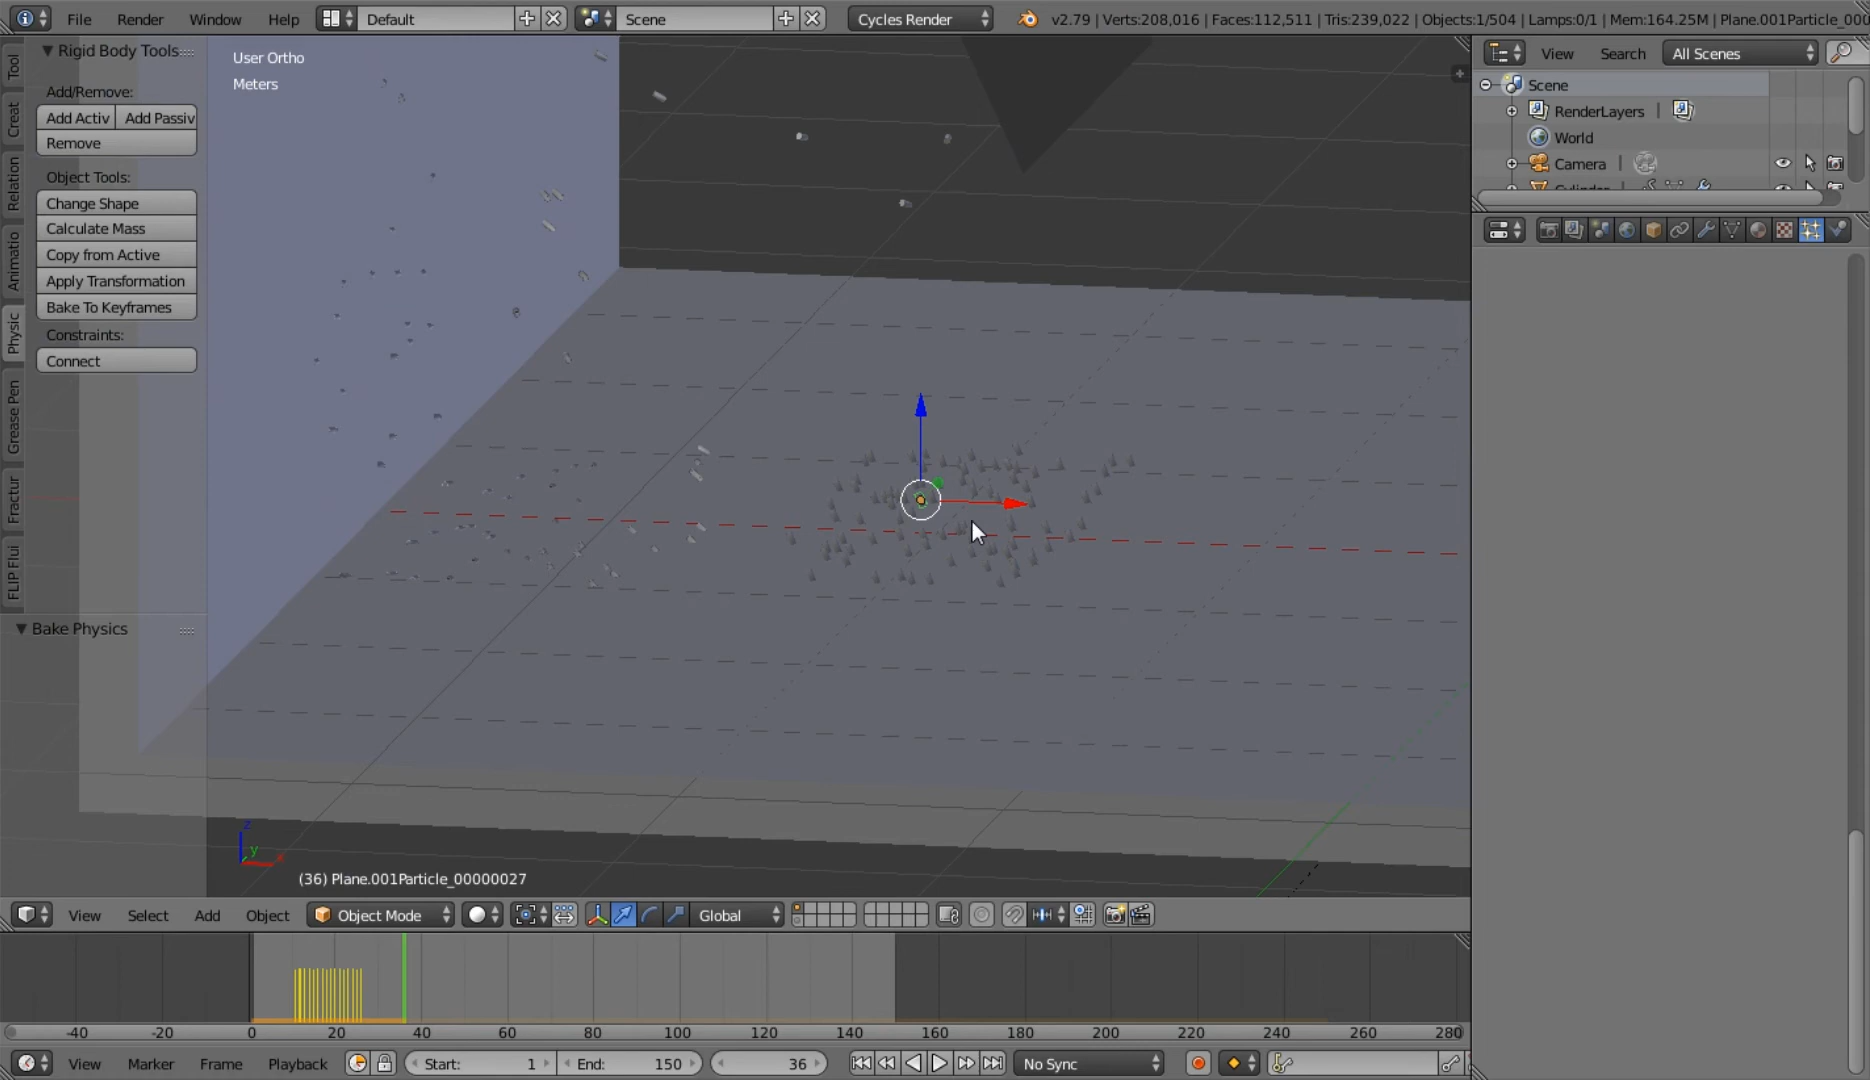 File Render Window Help Default Scene Cycles Render v2.79 | Verts:208,016 | Faces:112,511 | Tris:239,022 | Objects:1/504 | Lamps:0/1 | Mem:164.25M | Plane.001Particle_000
Rigid Body Tools
User Ortho
Meters
Add/Remove:
Add Activ Add Passiv
Remove
Object Tools:
Change Shape
Calculate Mass
Copy from Active
Apply Transformation
Bake To Keyframes
Constraints:
Connect
Bake Physics
Tool
Creat
Relation
Animatio
Physic
Grease Pen
Fractur
FLIP Flui
View Search All Scenes
Scene
RenderLayers |
World
Camera |
z
y
x
(36) Plane.001Particle_00000027
View Select Add Object Object Mode Global
-40 -20 0 20 40 60 80 100 120 140 160 180 200 220 240 260 280
View Marker Frame Playback Start: 1 End: 150 36 No Sync